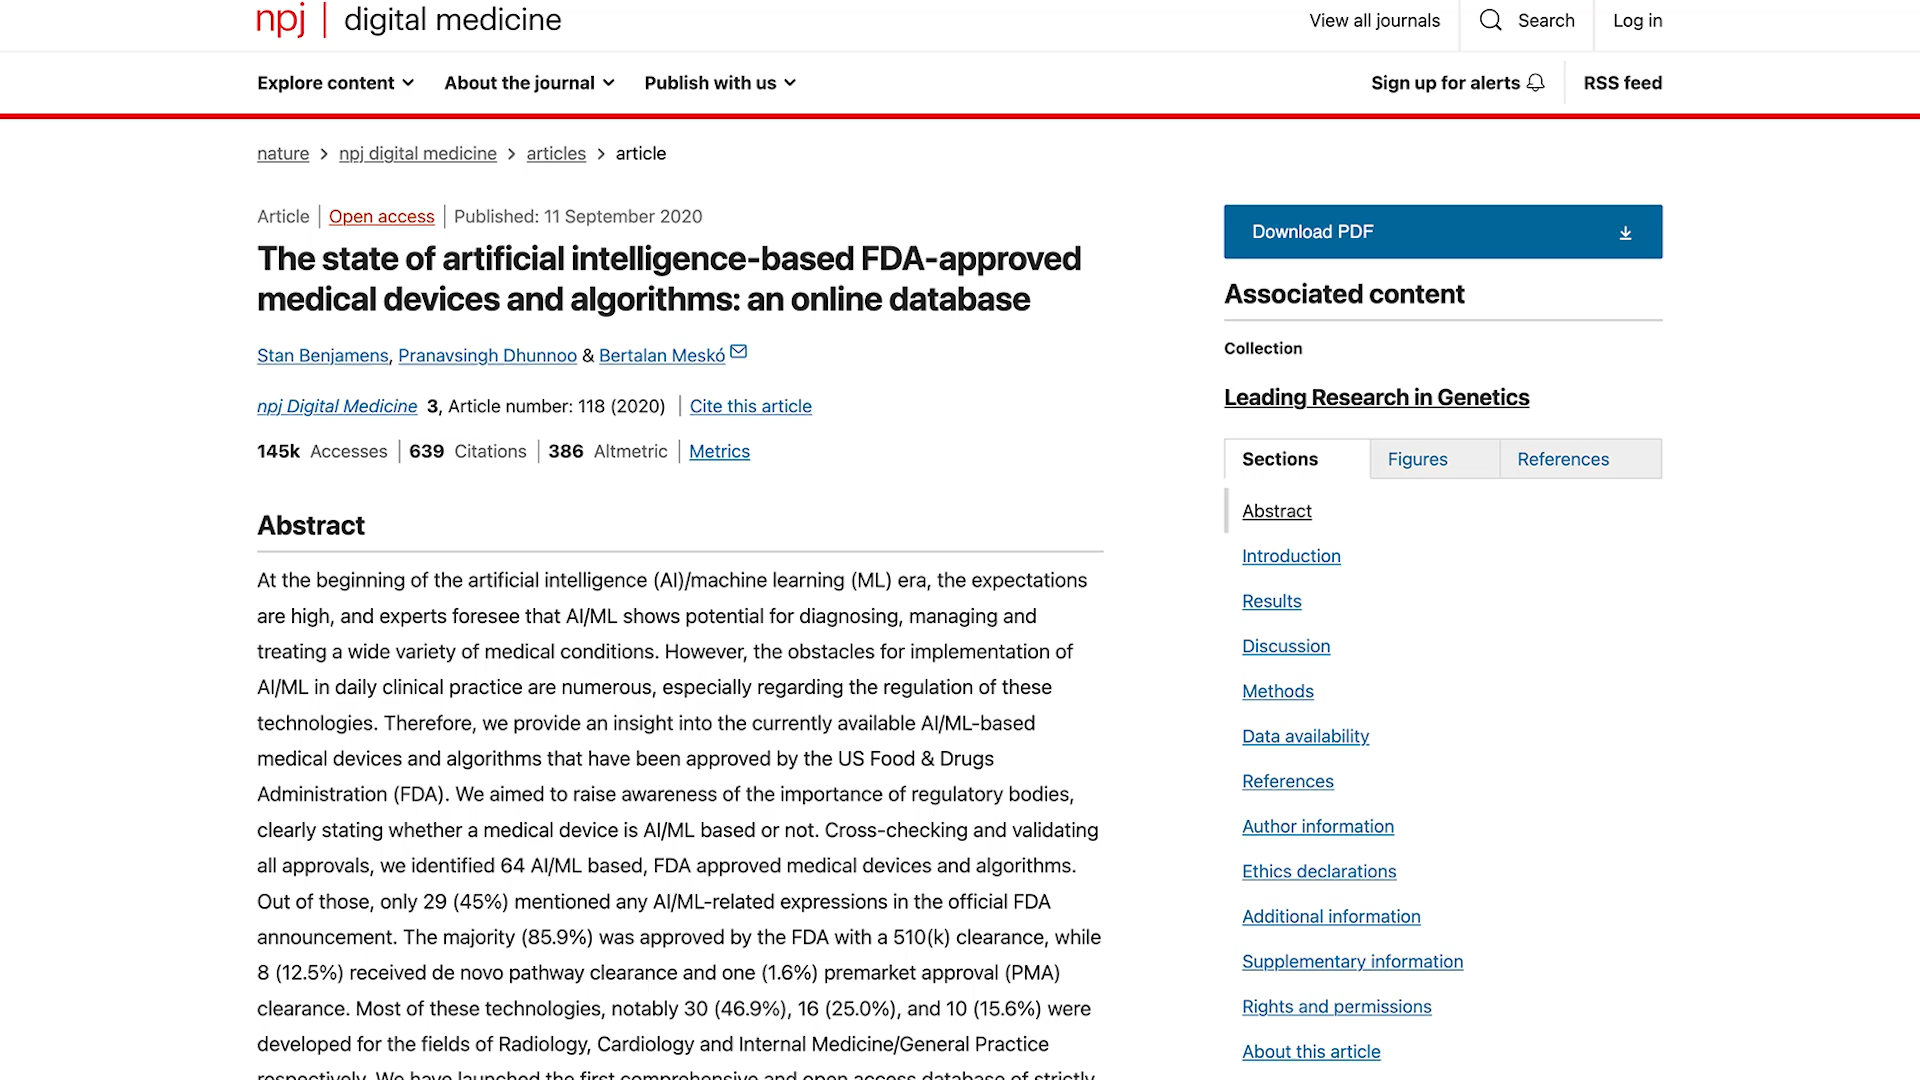 npj | digital medicine
View all journals
Search
Log in
Explore content
About the journal
Publish with us
Sign up for alerts
RSS feed
nature > npj digital medicine > articles > article
Article | Open access | Published: 11 September 2020
The state of artificial intelligence-based FDA-approved
medical devices and algorithms: an online database
Stan Benjamens, Pranavsingh Dhunnoo & Bertalan Meskó
npj Digital Medicine 3, Article number: 118 (2020) | Cite this article
145k Accesses | 639 Citations | 386 Altmetric | Metrics
Abstract
At the beginning of the artificial intelligence (AI)/machine learning (ML) era, the expectations
are high, and experts foresee that AI/ML shows potential for diagnosing, managing and
treating a wide variety of medical conditions. However, the obstacles for implementation of
AI/ML in daily clinical practice are numerous, especially regarding the regulation of these
technologies. Therefore, we provide an insight into the currently available AI/ML-based
medical devices and algorithms that have been approved by the US Food & Drugs
Administration (FDA). We aimed to raise awareness of the importance of regulatory bodies,
clearly stating whether a medical device is AI/ML based or not. Cross-checking and validating
all approvals, we identified 64 AI/ML based, FDA approved medical devices and algorithms.
Out of those, only 29 (45%) mentioned any AI/ML-related expressions in the official FDA
announcement. The majority (85.9%) was approved by the FDA with a 510(k) clearance, while
8 (12.5%) received de novo pathway clearance and one (1.6%) premarket approval (PMA)
clearance. Most of these technologies, notably 30 (46.9%), 16 (25.0%), and 10 (15.6%) were
developed for the fields of Radiology, Cardiology and Internal Medicine/General Practice
respectively. We have launched the first comprehensive and open access database of strictly
Download PDF
Associated content
Collection
Leading Research in Genetics
Sections
Figures
References
Abstract
Introduction
Results
Discussion
Methods
Data availability
References
Author information
Ethics declarations
Additional information
Supplementary information
Rights and permissions
About this article